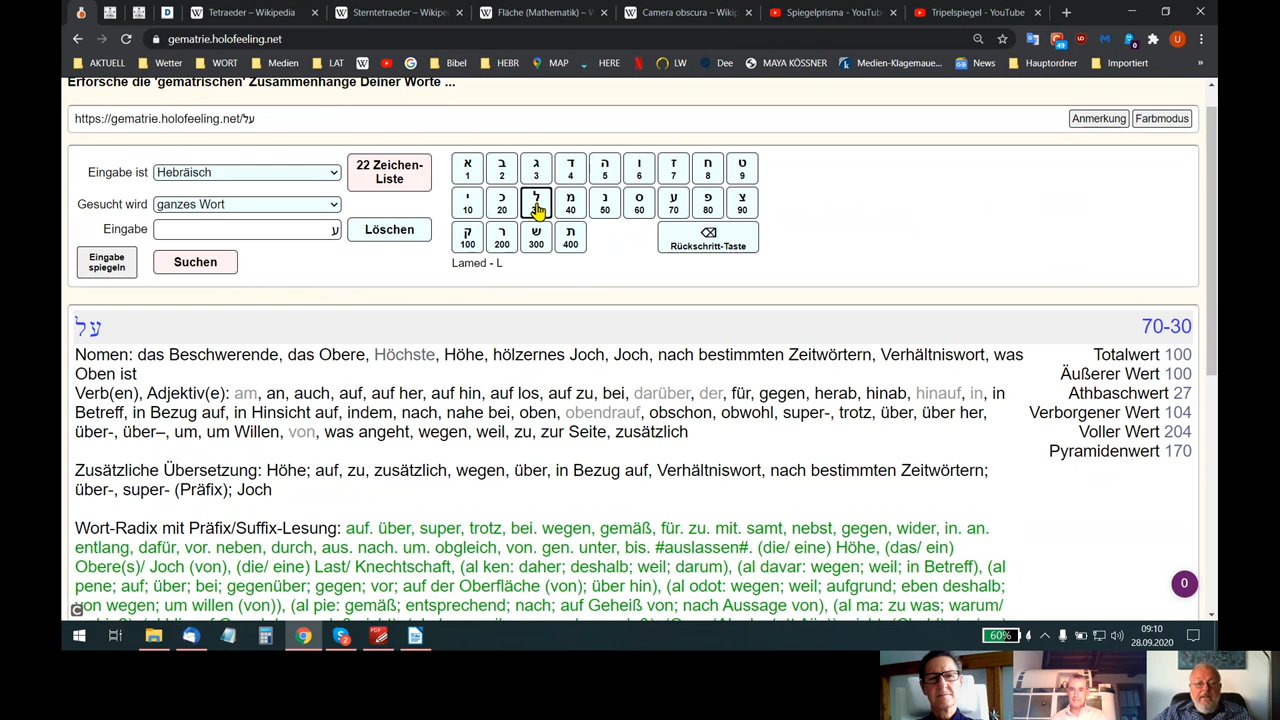 Tetraeder – Wikipedia
Sterntetraeder – Wikipe
Fläche (Mathematik) –
Camera obscura – Wiki
Spiegelprisma - YouTu
Tripelspiegel - YouTube
gematrie.holofeeling.net
49
0
U
AKTUELL
Wetter
WORT
Medien
LAT
Bibel
HEBR
MAP
HERE
LW
Dee
MAYA KÖSSNER
Medien-Klagemaue...
News
Hauptordner
Importiert
»
Erforsche die 'gematrischen' Zusammenhänge Deiner Worte ...
https://gematrie.holofeeling.net/על
Anmerkung
Farbmodus
Eingabe ist
Hebräisch
22 Zeichen-
Liste
Gesucht wird
ganzes Wort
Eingabe
ע
Löschen
Eingabe
spiegeln
Suchen
א ב ג ד ה ו ז ח ט
1 2 3 4 5 6 7 8 9
י כ ל מ נ ס ע פ צ
10 20 40 50 60 70 80 90
ק ר ש ת ⌫
100 200 300 400 Rückschritt-Taste
Lamed - L
על
70-30
Nomen: das Beschwerende, das Obere, Höchste, Höhe, hölzernes Joch, Joch, nach bestimmten Zeitwörtern, Verhältniswort, was
Oben ist
Verb(en), Adjektiv(e): am, an, auch, auf, auf her, auf hin, auf los, auf zu, bei, darüber, der, für, gegen, herab, hinab, hinauf, in, in
Betreff, in Bezug auf, in Hinsicht auf, indem, nach, nahe bei, oben, obendrauf, obschon, obwohl, super-, trotz, über, über her,
über-, über–, um, um Willen, von, was angeht, wegen, weil, zu, zur Seite, zusätzlich
Totalwert 100
Äußerer Wert 100
Athbaschwert 27
Verborgener Wert 104
Voller Wert 204
Pyramidenwert 170
Zusätzliche Übersetzung: Höhe; auf, zu, zusätzlich, wegen, über, in Bezug auf, Verhältniswort, nach bestimmten Zeitwörtern;
über-, super- (Präfix); Joch
Wort-Radix mit Präfix/Suffix-Lesung: auf. über, super, trotz, bei. wegen, gemäß, für. zu. mit. samt, nebst, gegen, wider, in. an.
entlang, dafür, vor. neben, durch, aus. nach. um. obgleich, von. gen. unter, bis. #auslassen#. (die/ eine) Höhe, (das/ ein)
Obere(s)/ Joch (von), (die/ eine) Last/ Knechtschaft, (al ken: daher; deshalb; weil; darum), (al davar: wegen; weil; in Betreff), (al
pene; auf; über; bei; gegenüber; gegen; vor; auf der Oberfläche (von); über hin), (al odot: wegen; weil; aufgrund; eben deshalb;
von wegen; um willen (von)), (al pie: gemäß; entsprechend; nach; auf Geheiß von; nach Aussage von), (al ma: zu was; warum/
0
60%
09:10
28.09.2020